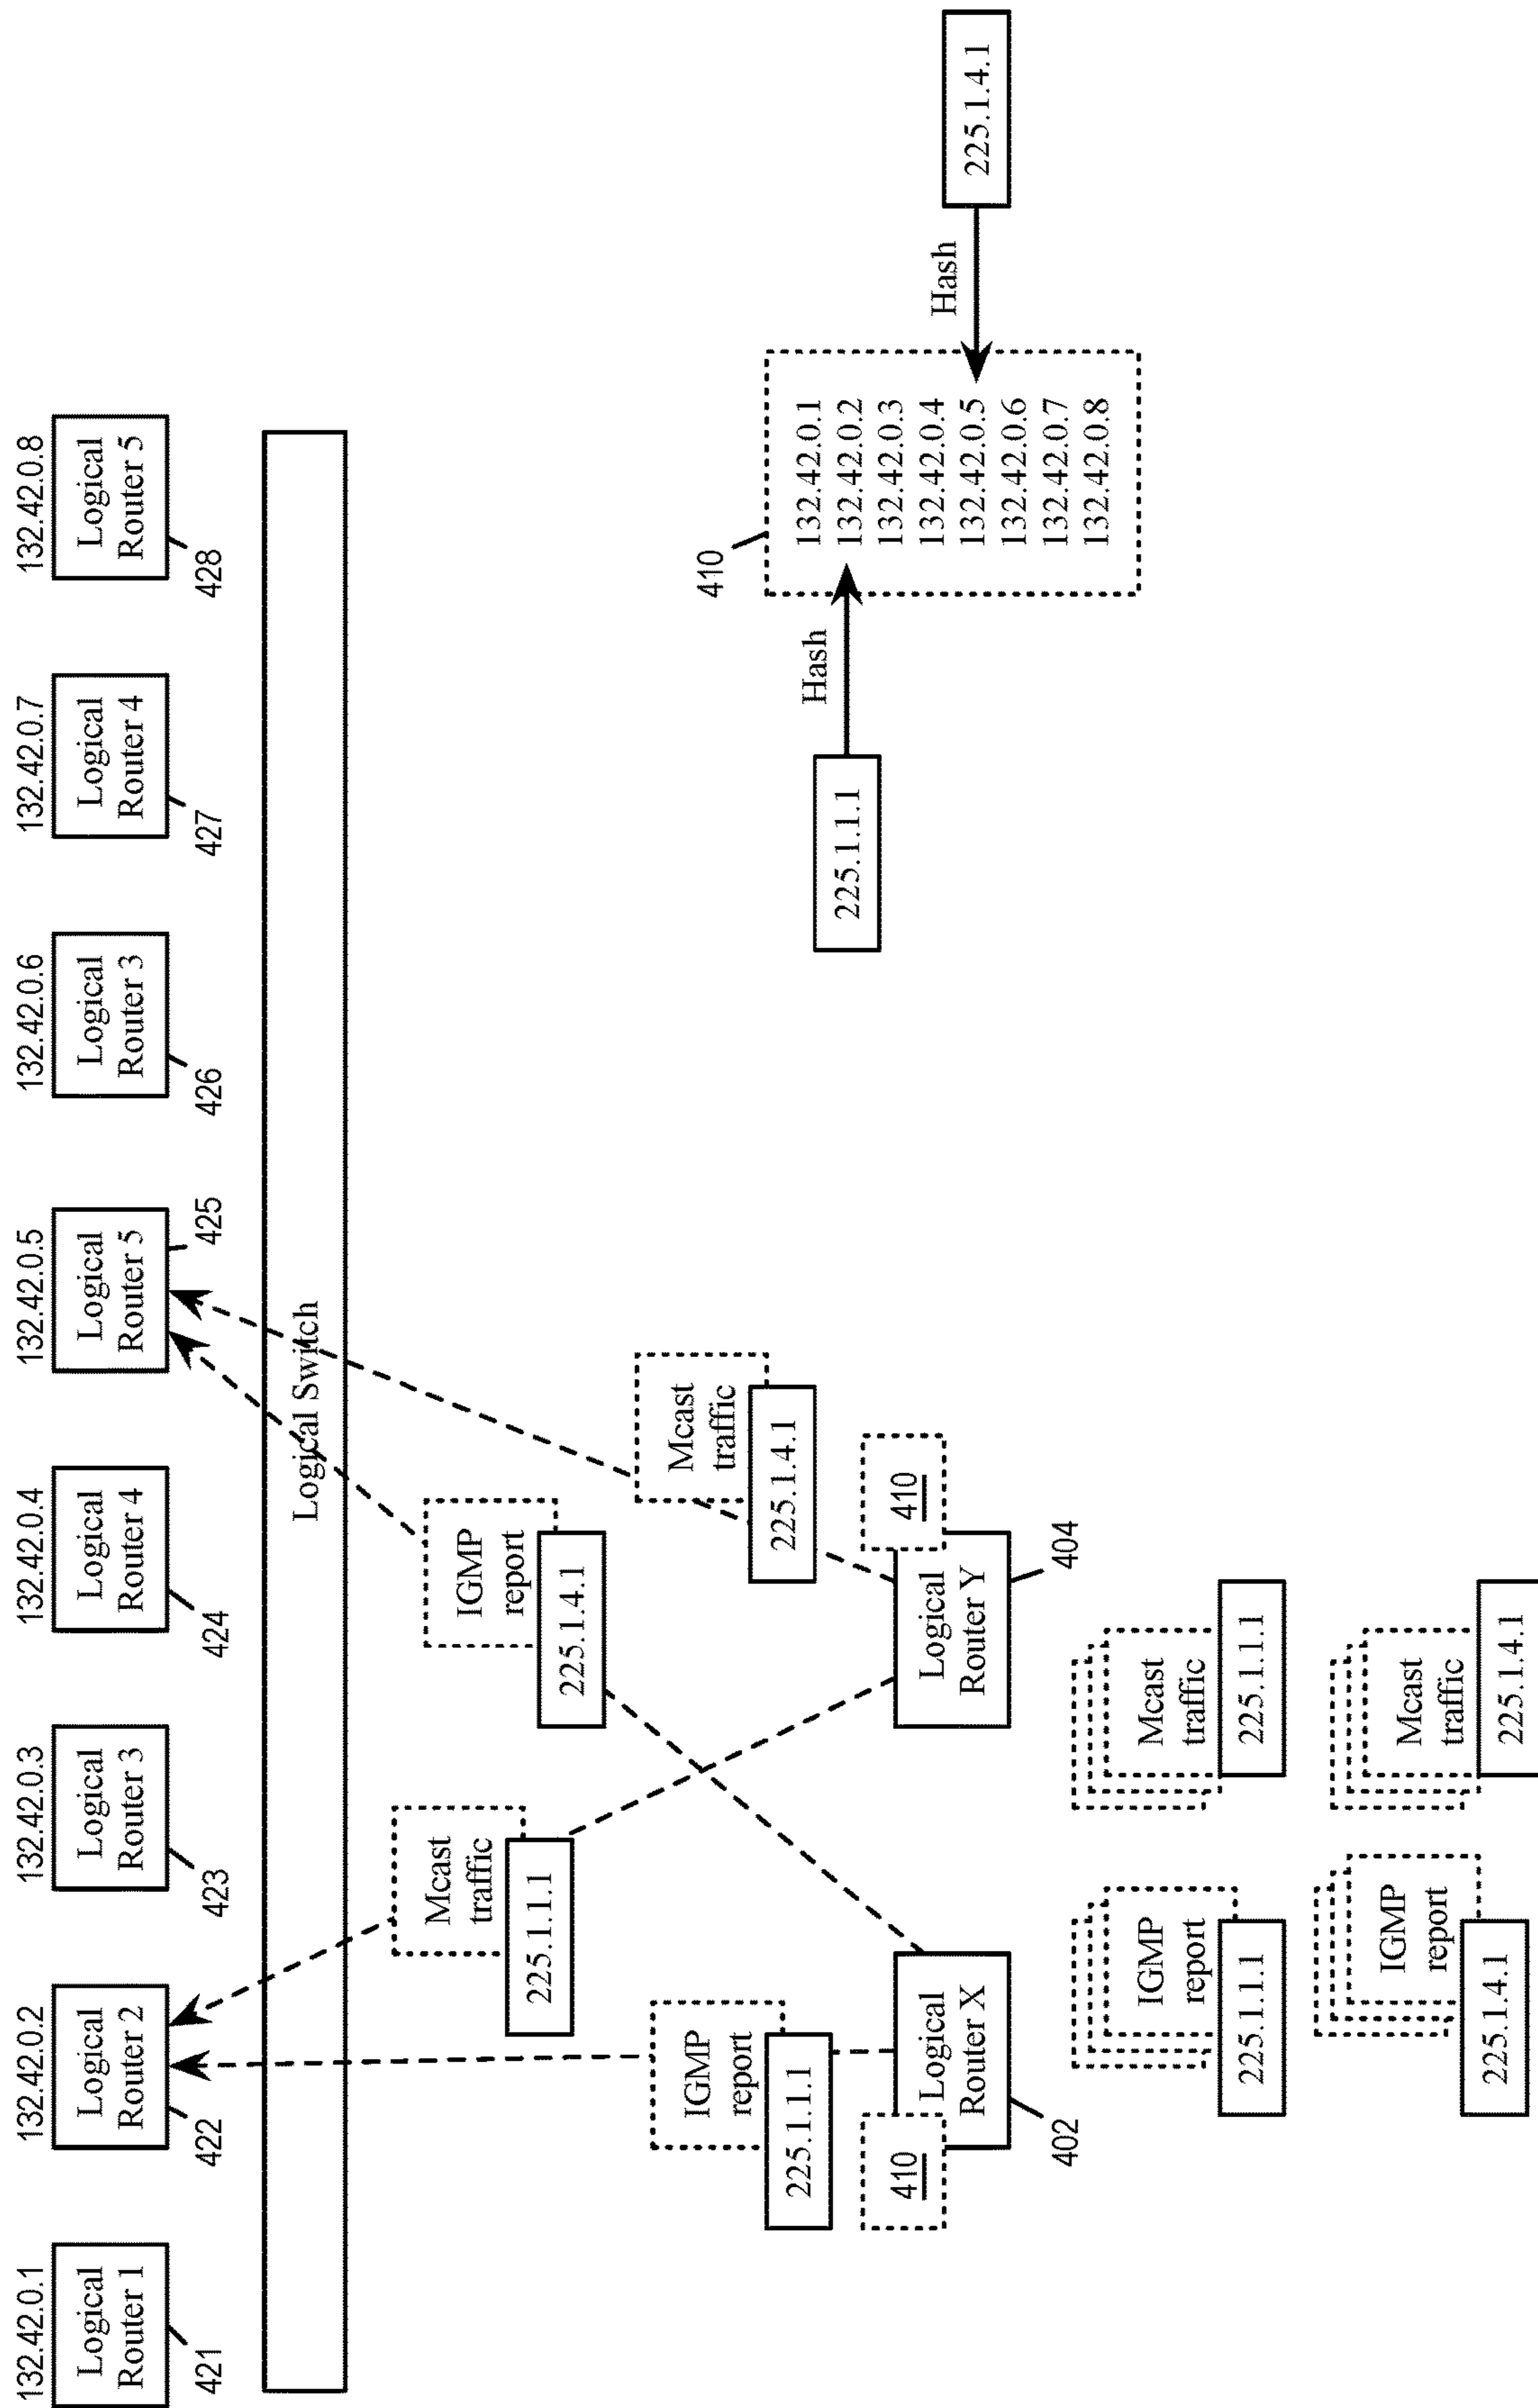 132.42.0.1
Logical
Router 1
421
132.42.0.2
Logical
Router 2
422
132.42.0.3
Logical
Router 3
423
132.42.0.4
Logical
Router 4
424
132.42.0.5
Logical
Router 5
425
132.42.0.6
Logical
Router 3
426
132.42.0.7
Logical
Router 4
427
132.42.0.8
Logical
Router 5
428
Logical Switch
Mcast
traffic
225.1.1.1
IGMP
report
225.1.4.1
IGMP
report
225.1.1.1
Mcast
traffic
225.1.4.1
410
Logical
Router X
402
410
Logical
Router Y
404
IGMP
report
225.1.1.1
Mcast
traffic
225.1.1.1
IGMP
report
225.1.4.1
Mcast
traffic
225.1.4.1
225.1.1.1
Hash
410
132.42.0.1
132.42.0.2
132.42.0.3
132.42.0.4
132.42.0.5
132.42.0.6
132.42.0.7
132.42.0.8
Hash
225.1.4.1